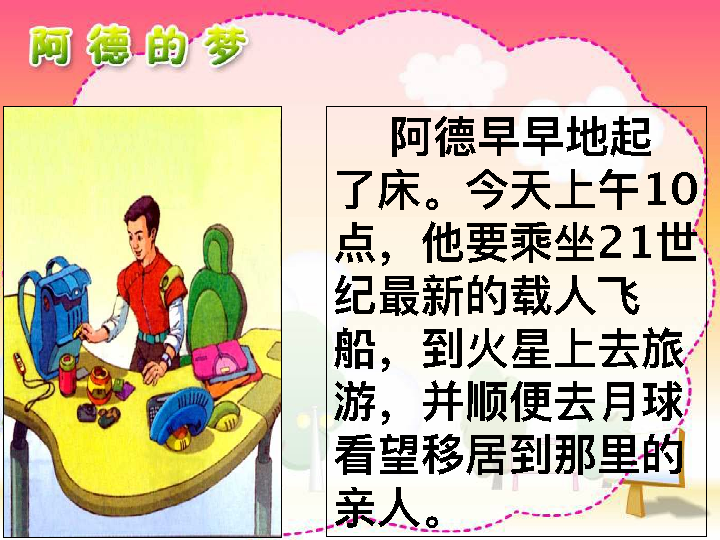 阿德的梦
阿德早早地起
了床。今天上午10
点，他要乘坐21世
纪最新的载人飞
船，到火星上去旅
游，并顺便去月球
看望移居到那里的
亲人。